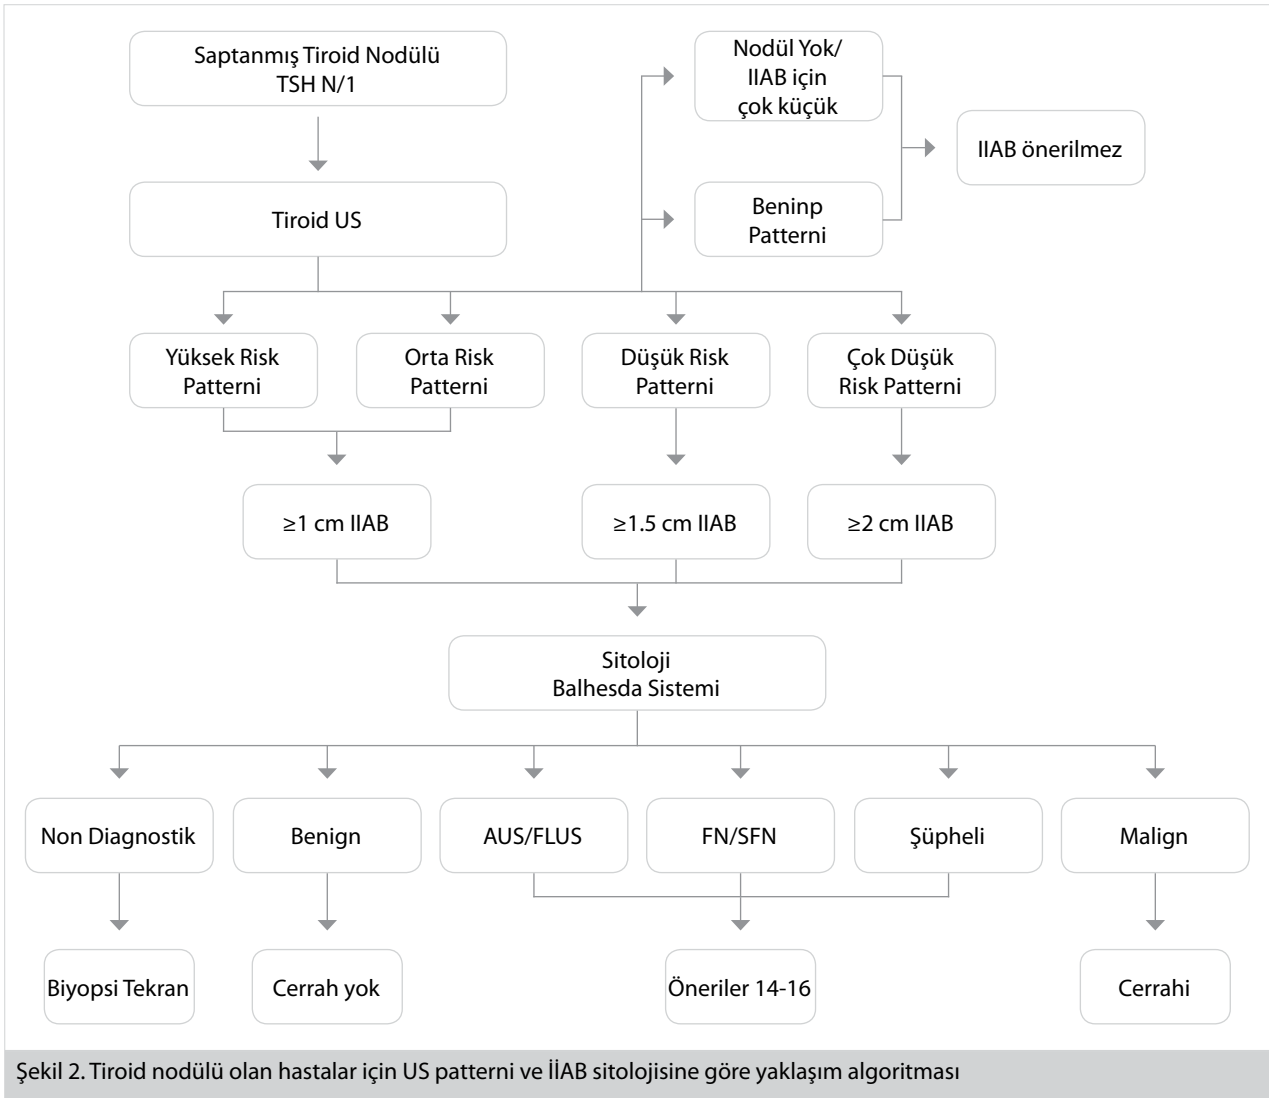 Saptanmış Tiroid Nodülü
TSH N/1
Nodül Yok/
IIAB için
çok küçük
IIAB önerilmez
Tiroid US
Beninp
Patterni
Yüksek Risk
Patterni
Orta Risk
Patterni
Düşük Risk
Patterni
Çok Düşük
Risk Patterni
≥1 cm IIAB
≥1.5 cm IIAB
≥2 cm IIAB
Sitoloji
Balhesda Sistemi
Non Diagnostik
Benign
AUS/FLUS
FN/SFN
Şüpheli
Malign
Biyopsi Tekran
Cerrah yok
Öneriler 14-16
Cerrahi
Şekil 2. Tiroid nodülü olan hastalar için US patterni ve İİAB sitolojisine göre yaklaşım algoritması